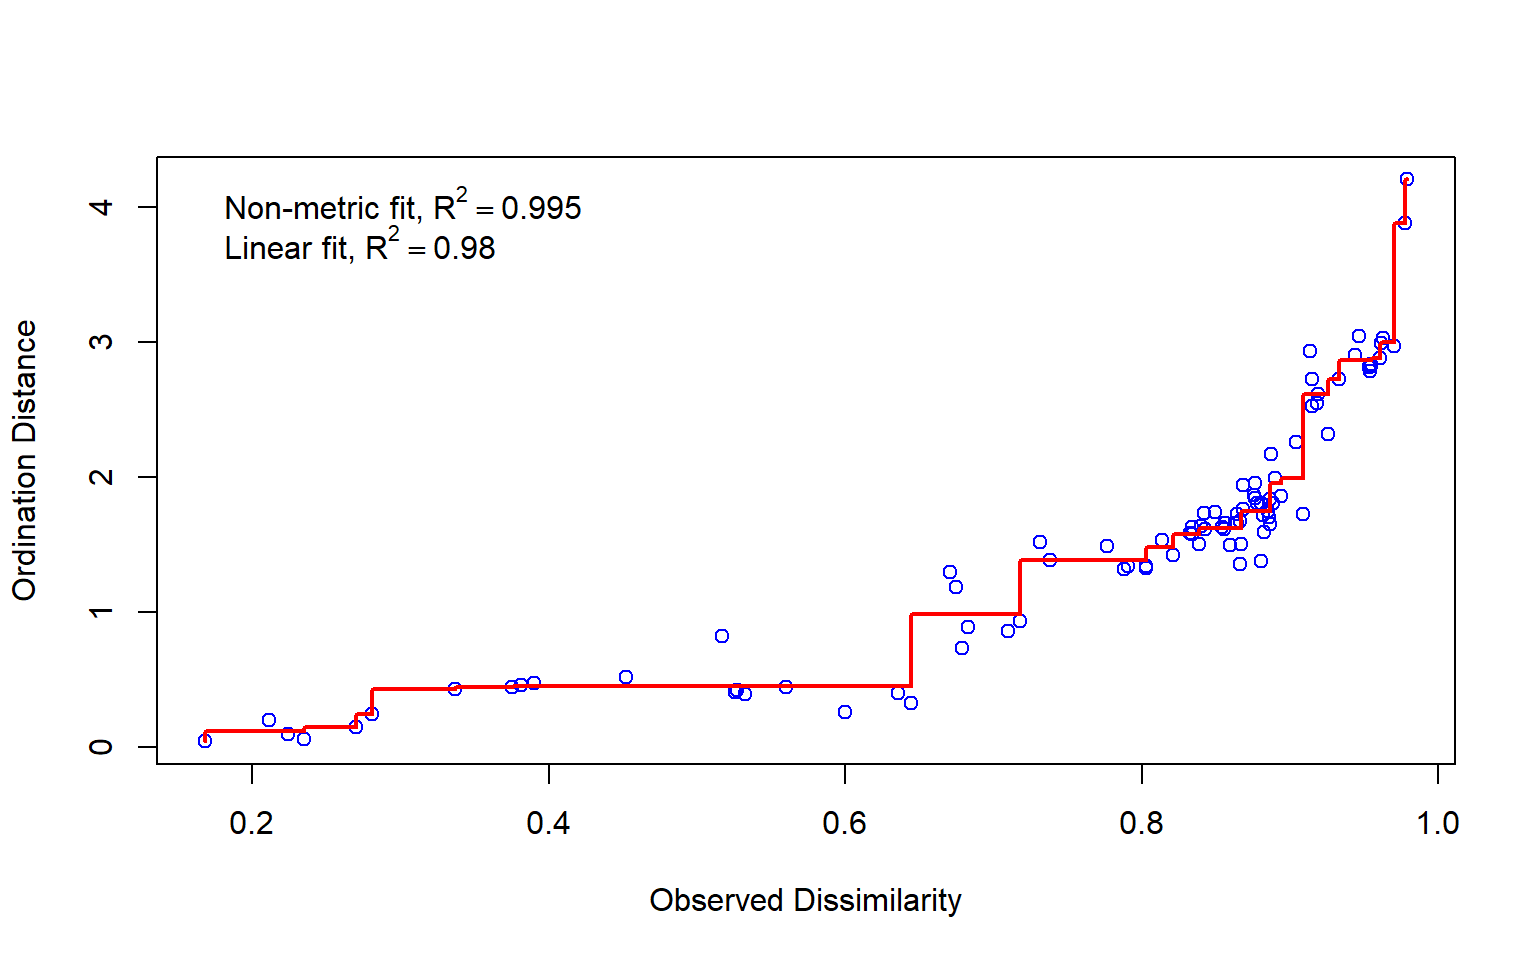 Non-metric fit, R² = 0.995
Linear fit, R² = 0.98
Ordination Distance
4
3
2
1
0
0.2 0.4 0.6 0.8 1.0
Observed Dissimilarity